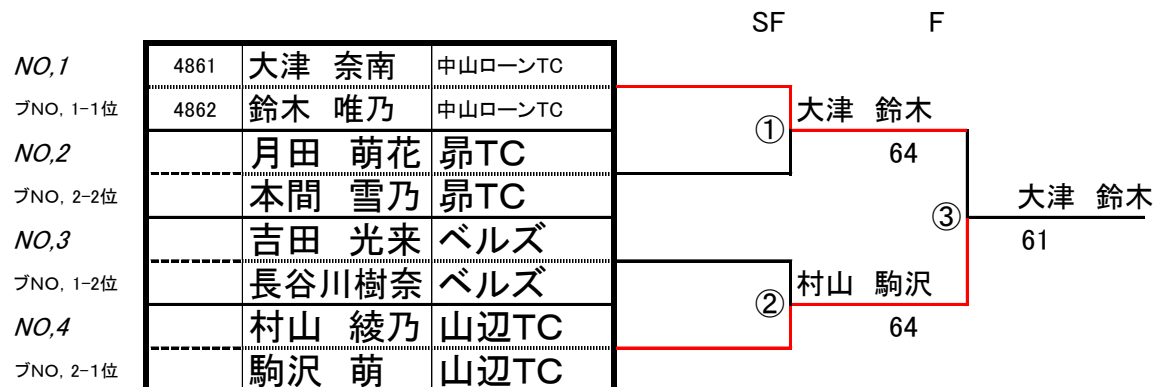 SF F
NO,1 4861 大津 奈南 中山ローンTC
ブNO, 1-1位 4862 鈴木 唯乃 中山ローンTC
① 大津 鈴木
NO,2 月田 萌花 昴TC
64
ブNO, 2-2位 本間 雪乃 昴TC
③ 大津 鈴木
NO,3 吉田 光来 ベルズ
61
ブNO, 1-2位 長谷川樹奈 ベルズ
② 村山 駒沢
NO,4 村山 綾乃 山辺TC
64
ブNO, 2-1位 駒沢 萌 山辺TC